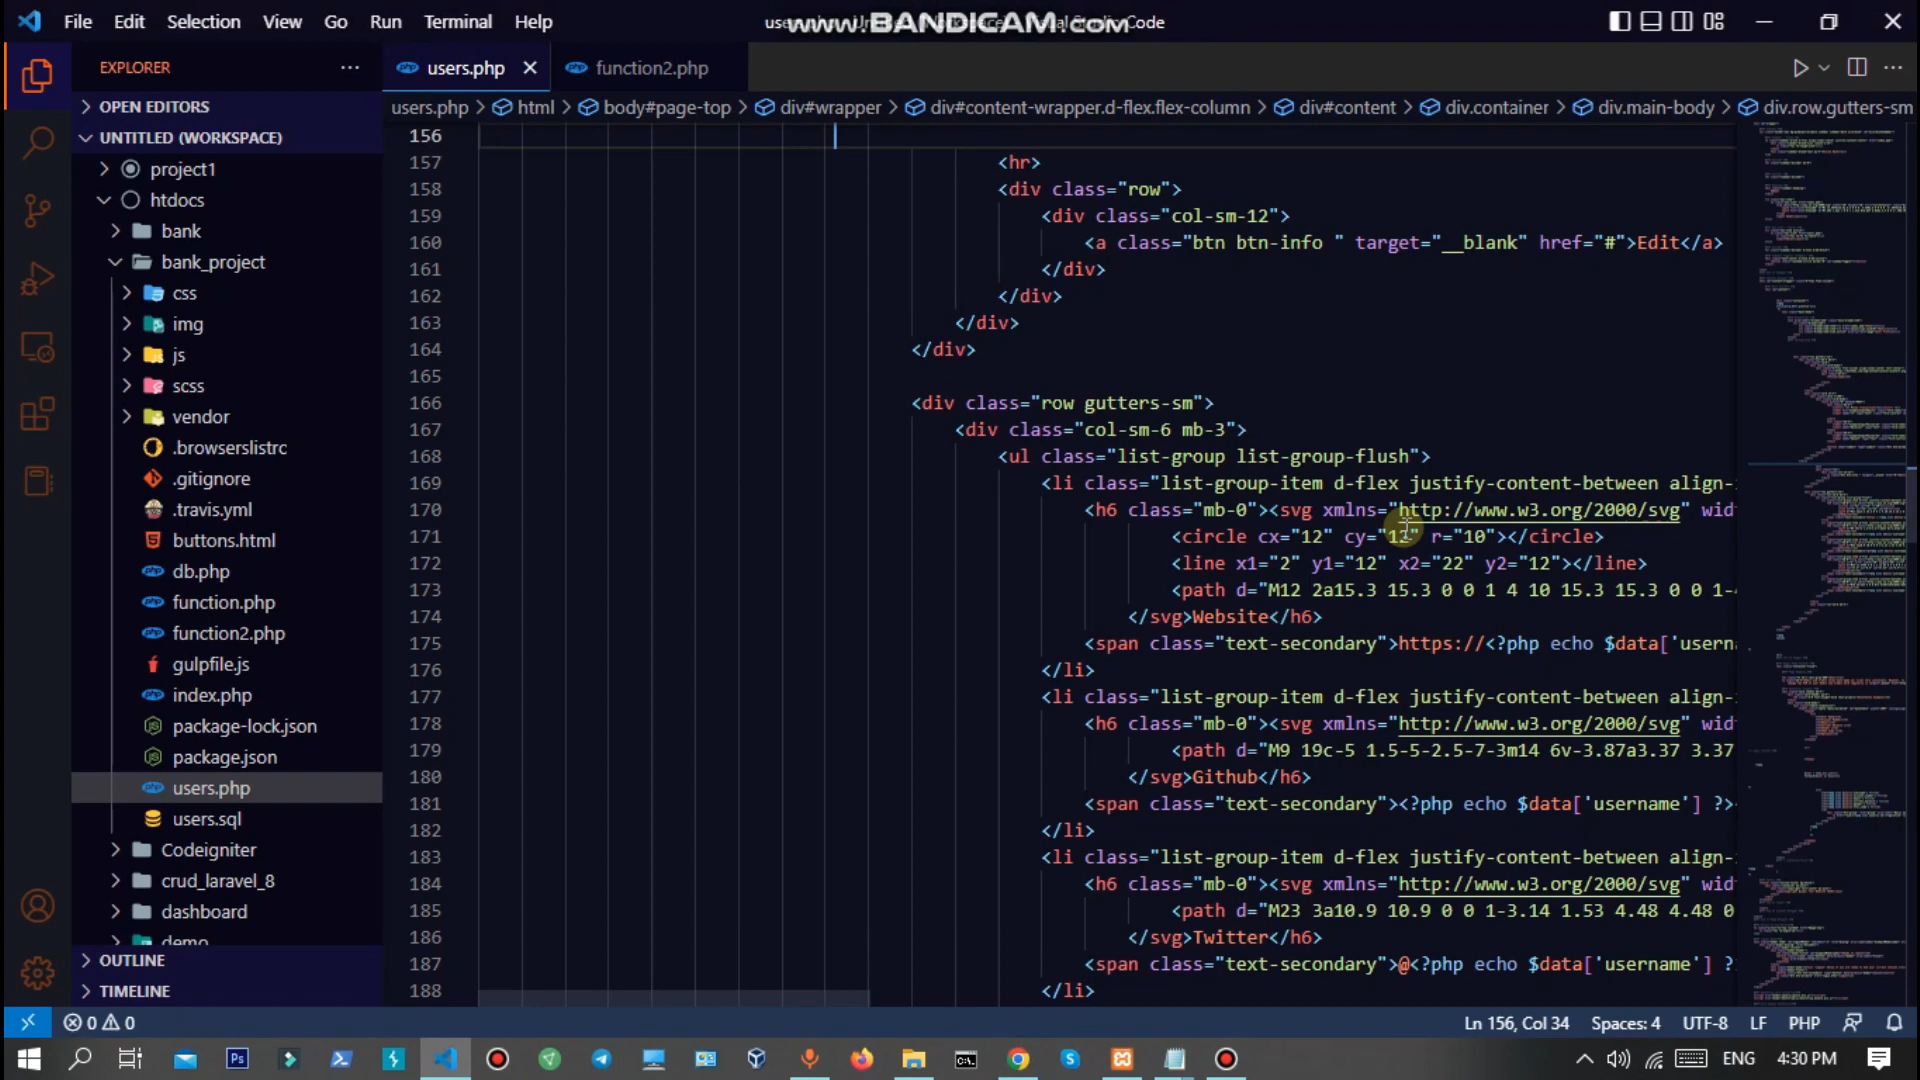 File Edit Selection View Go Run Terminal Help
www.BANDICAM.com
Code
EXPLORER
users.php
function2.php
users.php > html > body#page-top > div#wrapper > div#content-wrapper.d-flex.flex-column > div#content > div.container > div.main-body > div.row.gutters-sm
OPEN EDITORS
UNTITLED (WORKSPACE)
project1
htdocs
bank
bank_project
css
img
js
scss
vendor
.browserslistrc
.gitignore
.travis.yml
buttons.html
db.php
function.php
function2.php
gulpfile.js
index.php
package-lock.json
package.json
users.php
users.sql
Codeigniter
crud_laravel_8
dashboard
demo
OUTLINE
TIMELINE
156
157 <hr>
158 <div class="row">
159 <div class="col-sm-12">
160 <a class="btn btn-info " target="__blank" href="#">Edit</a>
161 </div>
162 </div>
163 </div>
164 </div>
165
166 <div class="row gutters-sm">
167 <div class="col-sm-6 mb-3">
168 <ul class="list-group list-group-flush">
169 <li class="list-group-item d-flex justify-content-between align-
170 <h6 class="mb-0"><svg xmlns="http://www.w3.org/2000/svg" wid
171 <circle cx="12" cy="12" r="10"></circle>
172 <line x1="2" y1="12" x2="22" y2="12"></line>
173 <path d="M12 2a15.3 15.3 0 0 1 4 10 15.3 15.3 0 0 1-
174 </svg>Website</h6>
175 <span class="text-secondary">https://<?php echo $data['usern
176 </li>
177 <li class="list-group-item d-flex justify-content-between align-
178 <h6 class="mb-0"><svg xmlns="http://www.w3.org/2000/svg" wid
179 <path d="M9 19c-5 1.5-5-2.5-7-3m14 6v-3.87a3.37 3.37
180 </svg>Github</h6>
181 <span class="text-secondary"><?php echo $data['username'] ?>
182 </li>
183 <li class="list-group-item d-flex justify-content-between align-
184 <h6 class="mb-0"><svg xmlns="http://www.w3.org/2000/svg" wid
185 <path d="M23 3a10.9 10.9 0 0 1-3.14 1.53 4.48 4.48 0
186 </svg>Twitter</h6>
187 <span class="text-secondary">@<?php echo $data['username'] ?
188 </li>
0 0
Ln 156, Col 34 Spaces: 4 UTF-8 LF PHP
ENG 4:30 PM